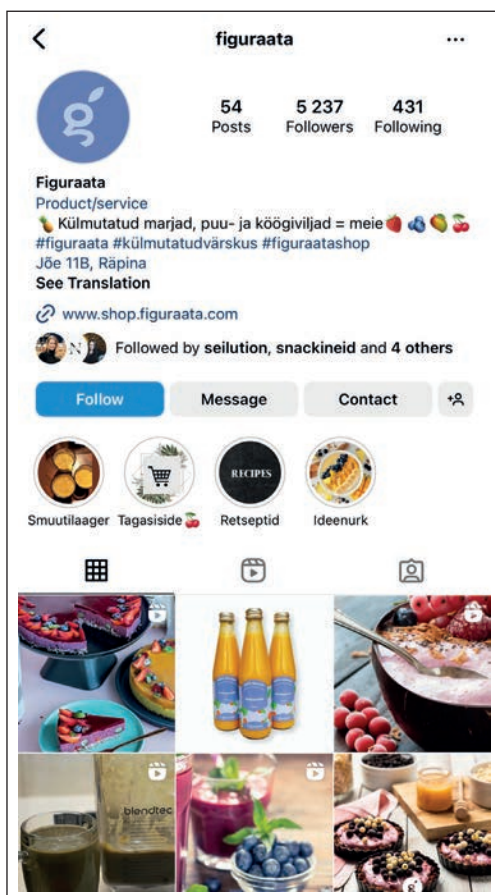 figuraata
g
54 5 237 431
Posts Followers Following
Figuraata
Product/service
Külmutatud marjad, puu- ja köögiviljad = meie
#figuraata #külmutatudvärskus #figuraatashop
Jõe 11B, Räpina
See Translation
www.shop.figuraata.com
N
Followed by seilution, snackineid and 4 others
Follow Message Contact
RECIPES
Smuutilaager Tagasiside Retseptid Ideenurk
blendtec
g